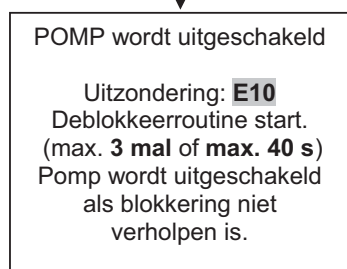 POMP wordt uitgeschakeld
Uitzondering: E10
Deblokkeerroutine start.
(max. 3 mal of max. 40 s)
Pomp wordt uitgeschakeld
als blokkering niet
verholpen is.